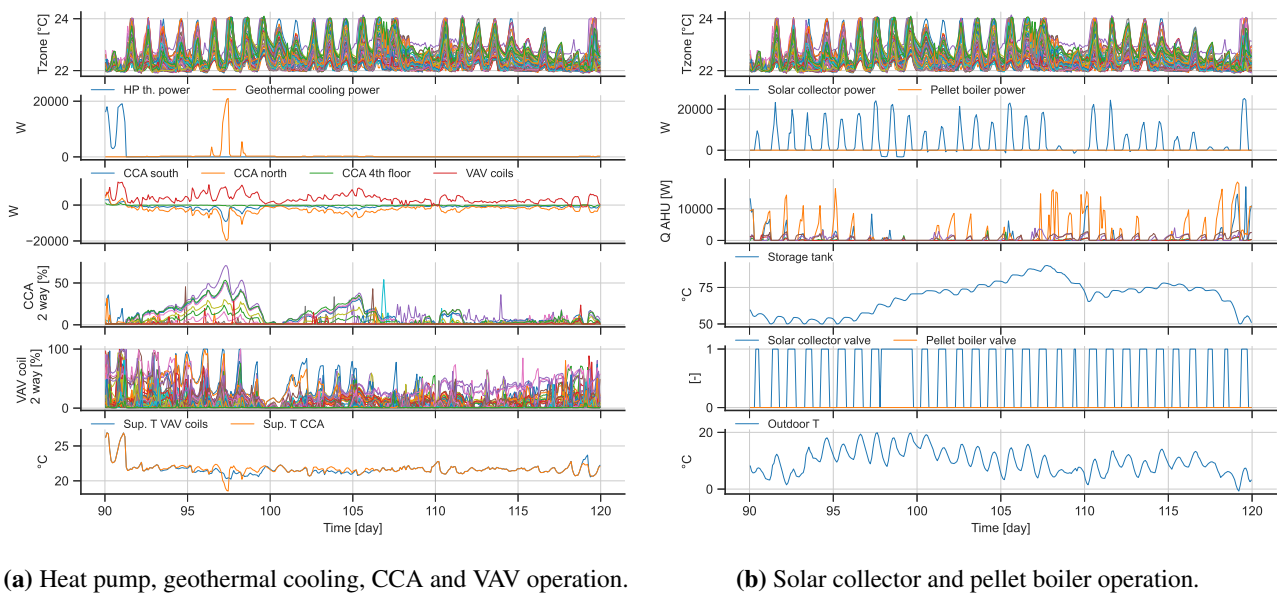 Tzone [°C]
24
22
HP th. power
Geothermal cooling power
W
20000
0
CCA south
CCA north
CCA 4th floor
VAV coils
W
0
−20000
CCA
2 way [%]
50
0
VAV coil
2 way [%]
100
0
Sup. T VAV coils
Sup. T CCA
°C
25
20
90 95 100 105 110 115 120
Time [day]
(a) Heat pump, geothermal cooling, CCA and VAV operation.
Tzone [°C]
24
22
Solar collector power
Pellet boiler power
W
20000
0
Q AHU [W]
10000
0
Storage tank
°C
75
50
Solar collector valve
Pellet boiler valve
[-]
1
0
Outdoor T
°C
20
0
90 95 100 105 110 115 120
Time [day]
(b) Solar collector and pellet boiler operation.